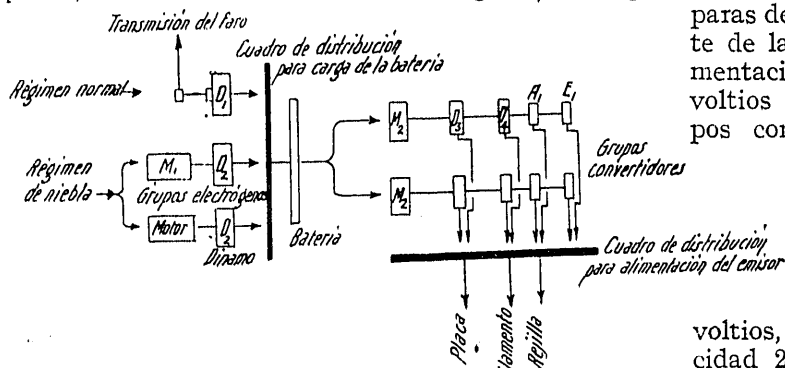 Transmisión del faro
Cuadro de distribución
para carga de la batería
Régimen normal
D1
Régimen
de niebla
M1
D2
Grupos electrógenos
Motor
D2
Dinamo
Batería
M2
D3
D4
A1
E1
M2
Grupos
convertidores
Cuadro de distribución
para alimentación del emisor
Placa
Rejilla
paras de
te de la
mentaci
voltios
pos con
voltios,
cidad 2